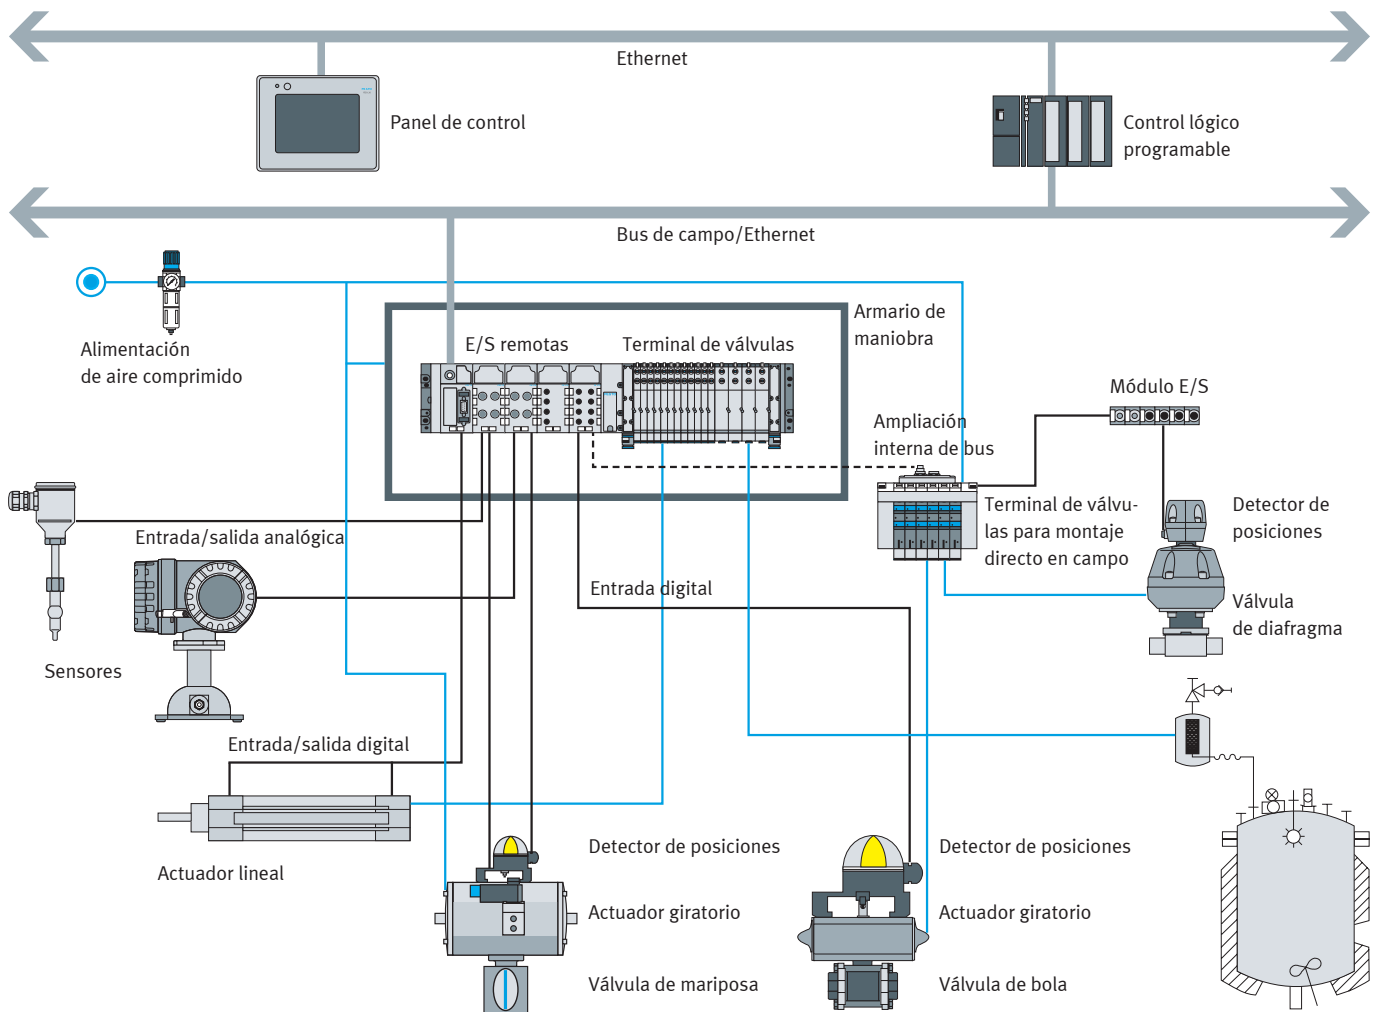 Ethernet
Panel de control
Control lógico
programable
Bus de campo/Ethernet
Alimentación
de aire comprimido
Armario de
maniobra
E/S remotas
Terminal de válvulas
Módulo E/S
Ampliación
interna de bus
Terminal de válvu-
las para montaje
directo en campo
Detector de
posiciones
Entrada/salida analógica
Entrada digital
Válvula
de diafragma
Sensores
Entrada/salida digital
Actuador lineal
Detector de posiciones
Actuador giratorio
Válvula de mariposa
Detector de posiciones
Actuador giratorio
Válvula de bola